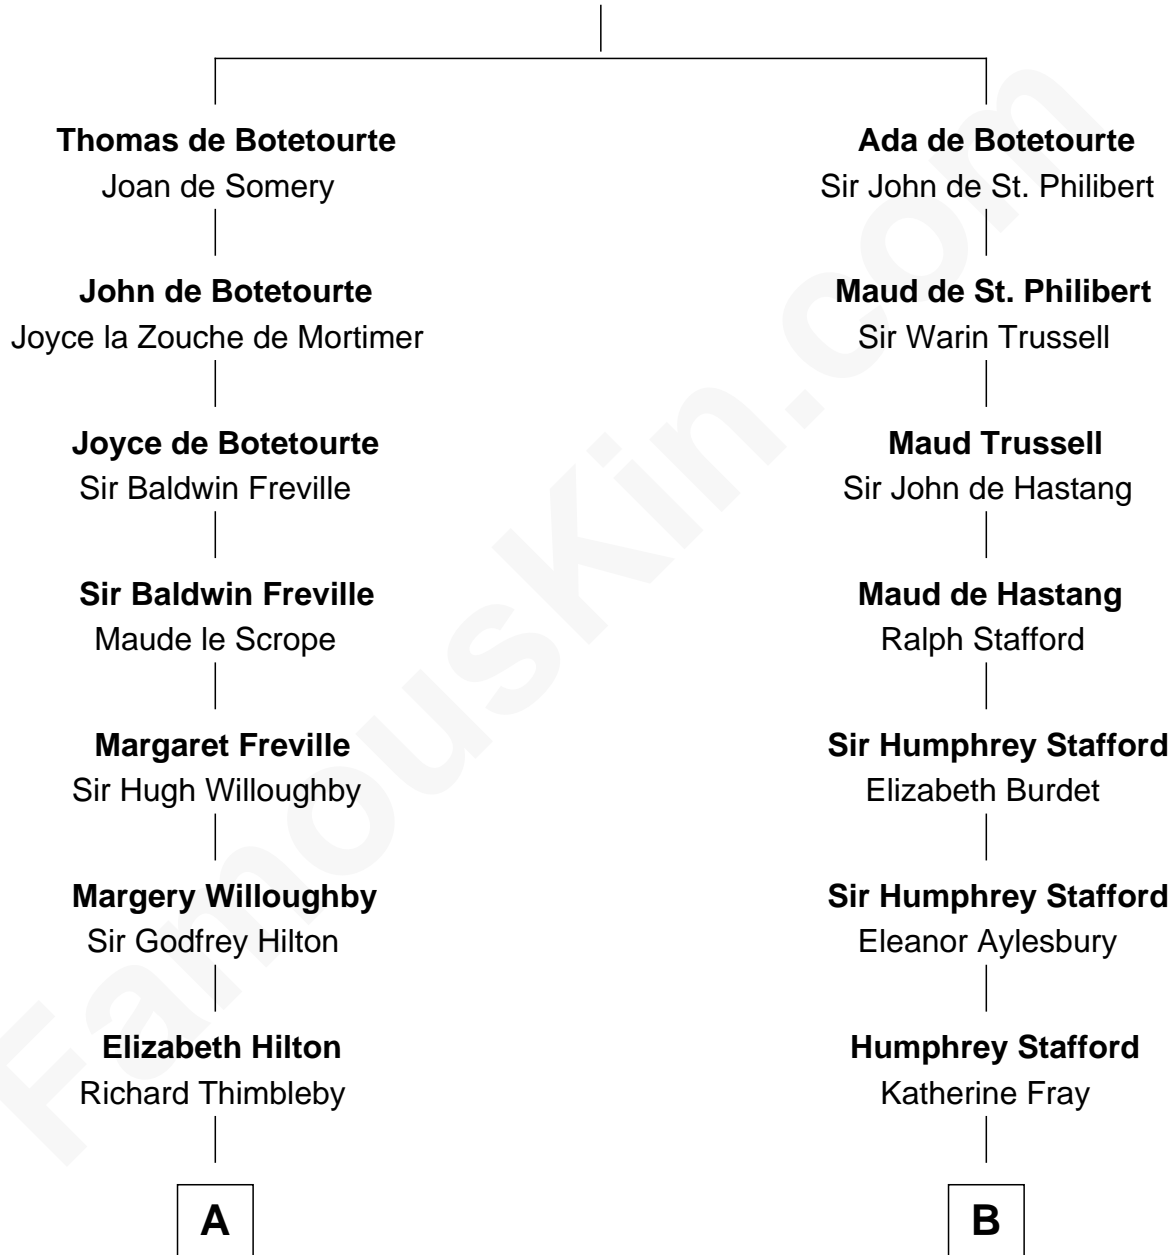 Thomas de Botetourte
Joan de Somery
John de Botetourte
Joyce la Zouche de Mortimer
Joyce de Botetourte
Sir Baldwin Freville
Sir Baldwin Freville
Maude le Scrope
Margaret Freville
Sir Hugh Willoughby
Margery Willoughby
Sir Godfrey Hilton
Elizabeth Hilton
Richard Thimbleby
A
Ada de Botetourte
Sir John de St. Philibert
Maud de St. Philibert
Sir Warin Trussell
Maud Trussell
Sir John de Hastang
Maud de Hastang
Ralph Stafford
Sir Humphrey Stafford
Elizabeth Burdet
Sir Humphrey Stafford
Eleanor Aylesbury
Humphrey Stafford
Katherine Fray
B
FamousKin.com